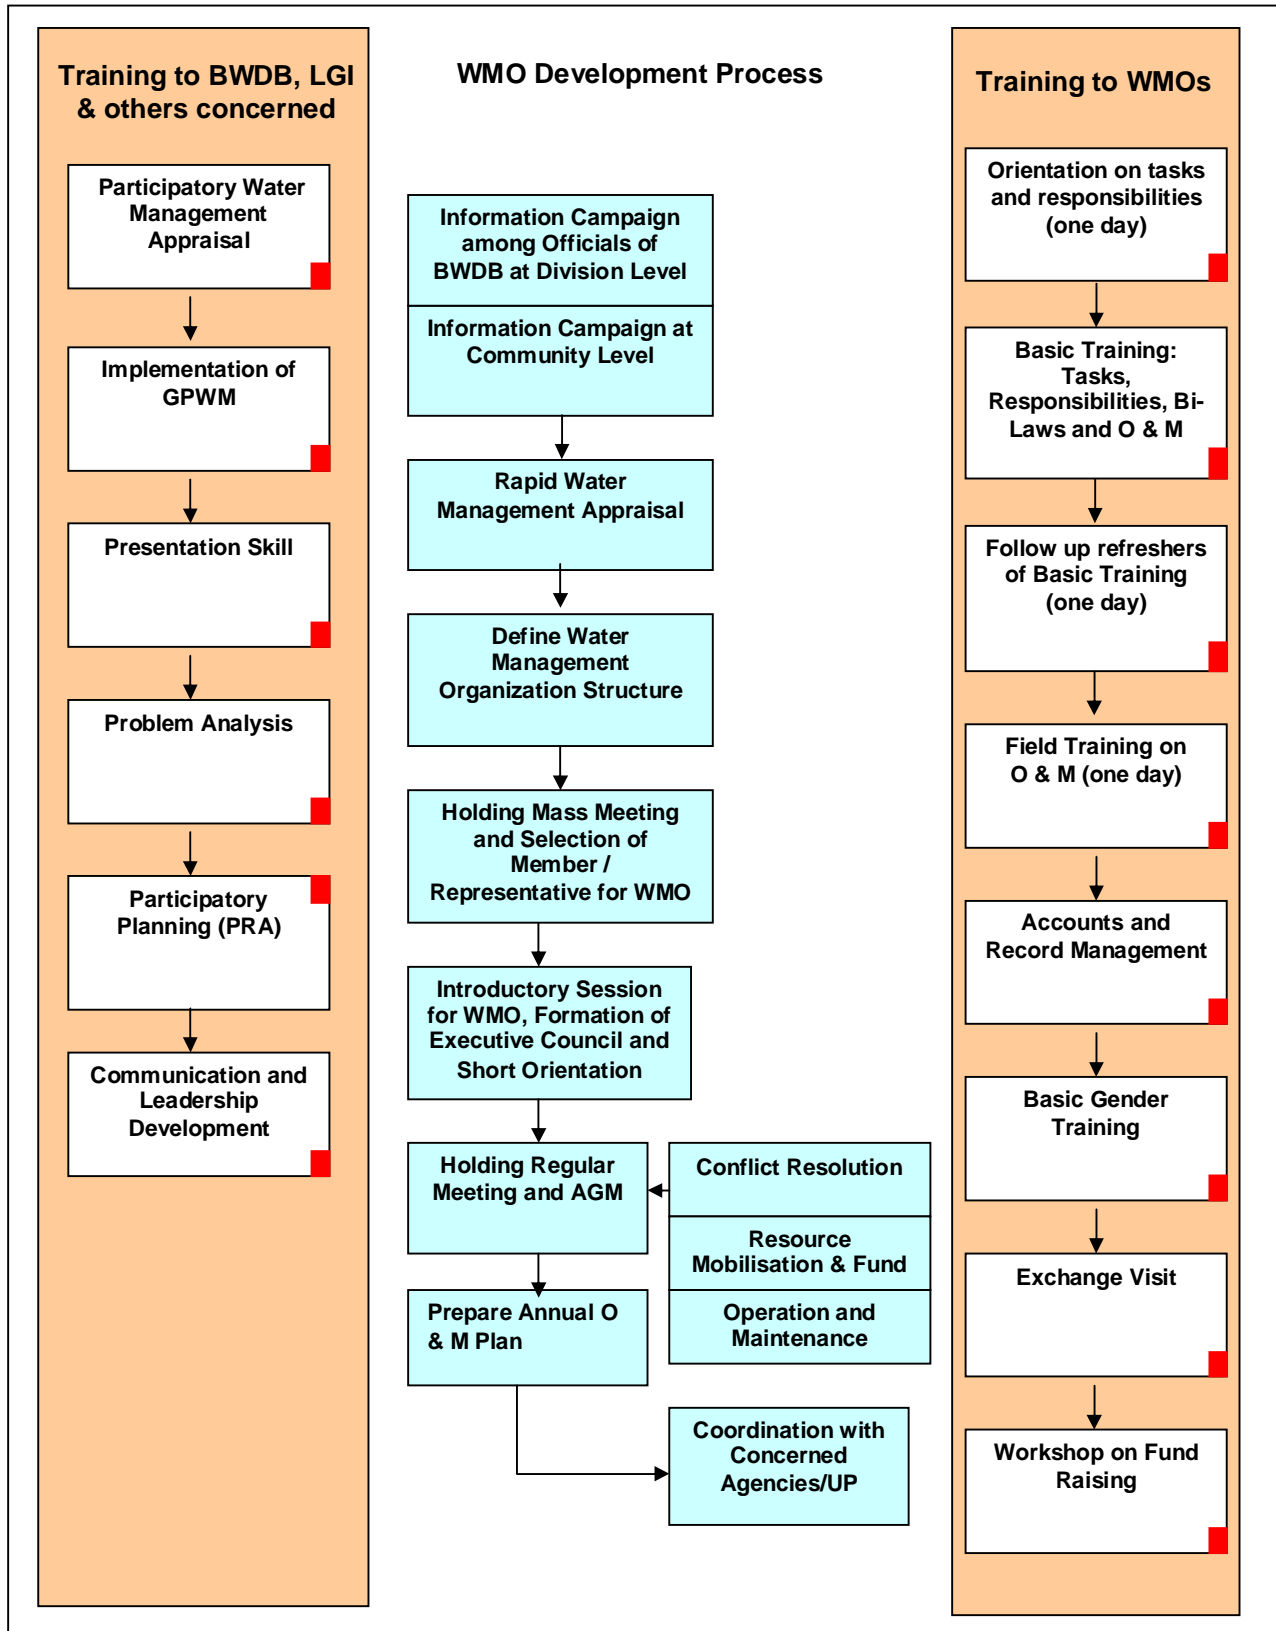 Training to BWDB, LGI
& others concerned
Participatory Water
Management
Appraisal
Implementation of
GPWM
Presentation Skill
Problem Analysis
Participatory
Planning (PRA)
Communication and
Leadership
Development
WMO Development Process
Information Campaign
among Officials of
BWDB at Division Level
Information Campaign at
Community Level
Rapid Water
Management Appraisal
Define Water
Management
Organization Structure
Holding Mass Meeting
and Selection of
Member /
Representative for WMO
Introductory Session
for WMO, Formation of
Executive Council and
Short Orientation
Holding Regular
Meeting and AGM
Conflict Resolution
Resource
Mobilisation & Fund
Operation and
Maintenance
Prepare Annual O
& M Plan
Coordination with
Concerned
Agencies/UP
Training to WMOs
Orientation on tasks
and responsibilities
(one day)
Basic Training:
Tasks,
Responsibilities, Bi-
Laws and O & M
Follow up refreshers
of Basic Training
(one day)
Field Training on
O & M (one day)
Accounts and
Record Management
Basic Gender
Training
Exchange Visit
Workshop on Fund
Raising